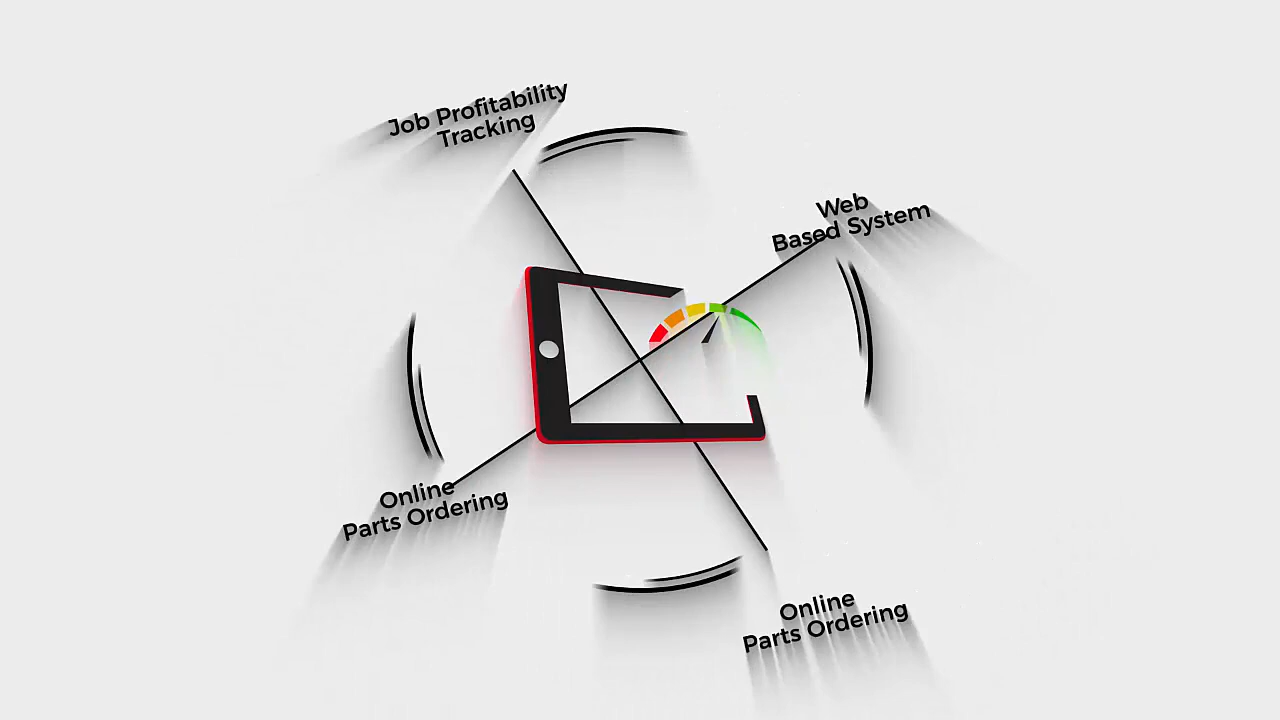 Job Profitability
Tracking
Web
Based System
Online
Parts Ordering
Online
Parts Ordering